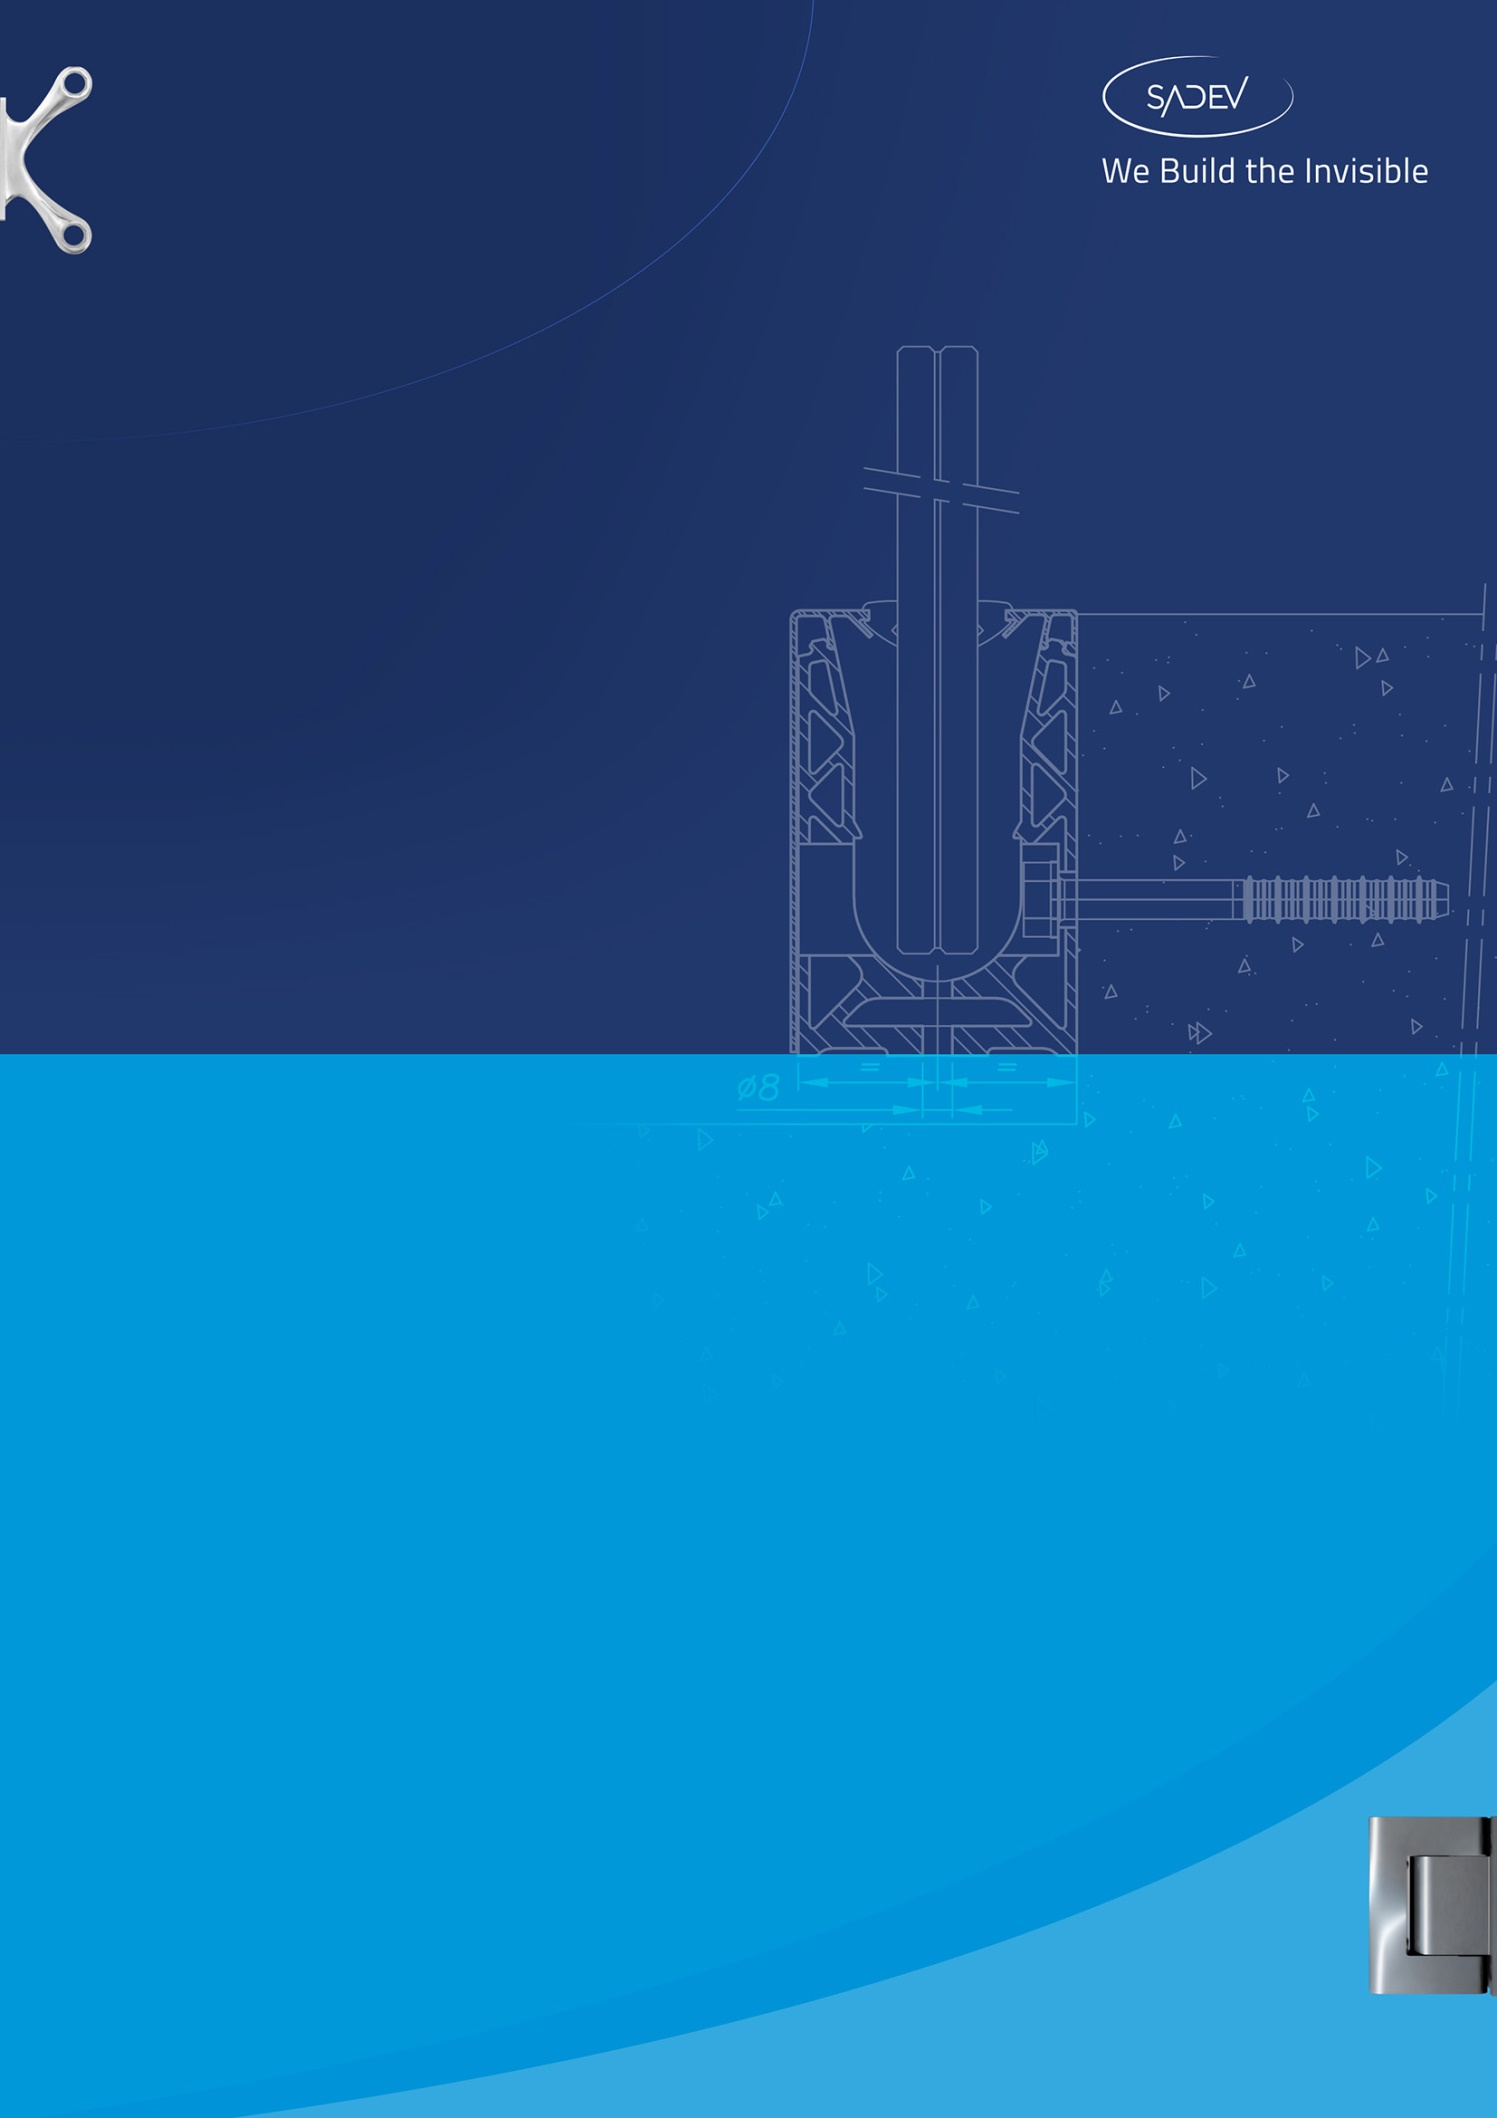 SADEV
We Build the Invisible
= =
ø8